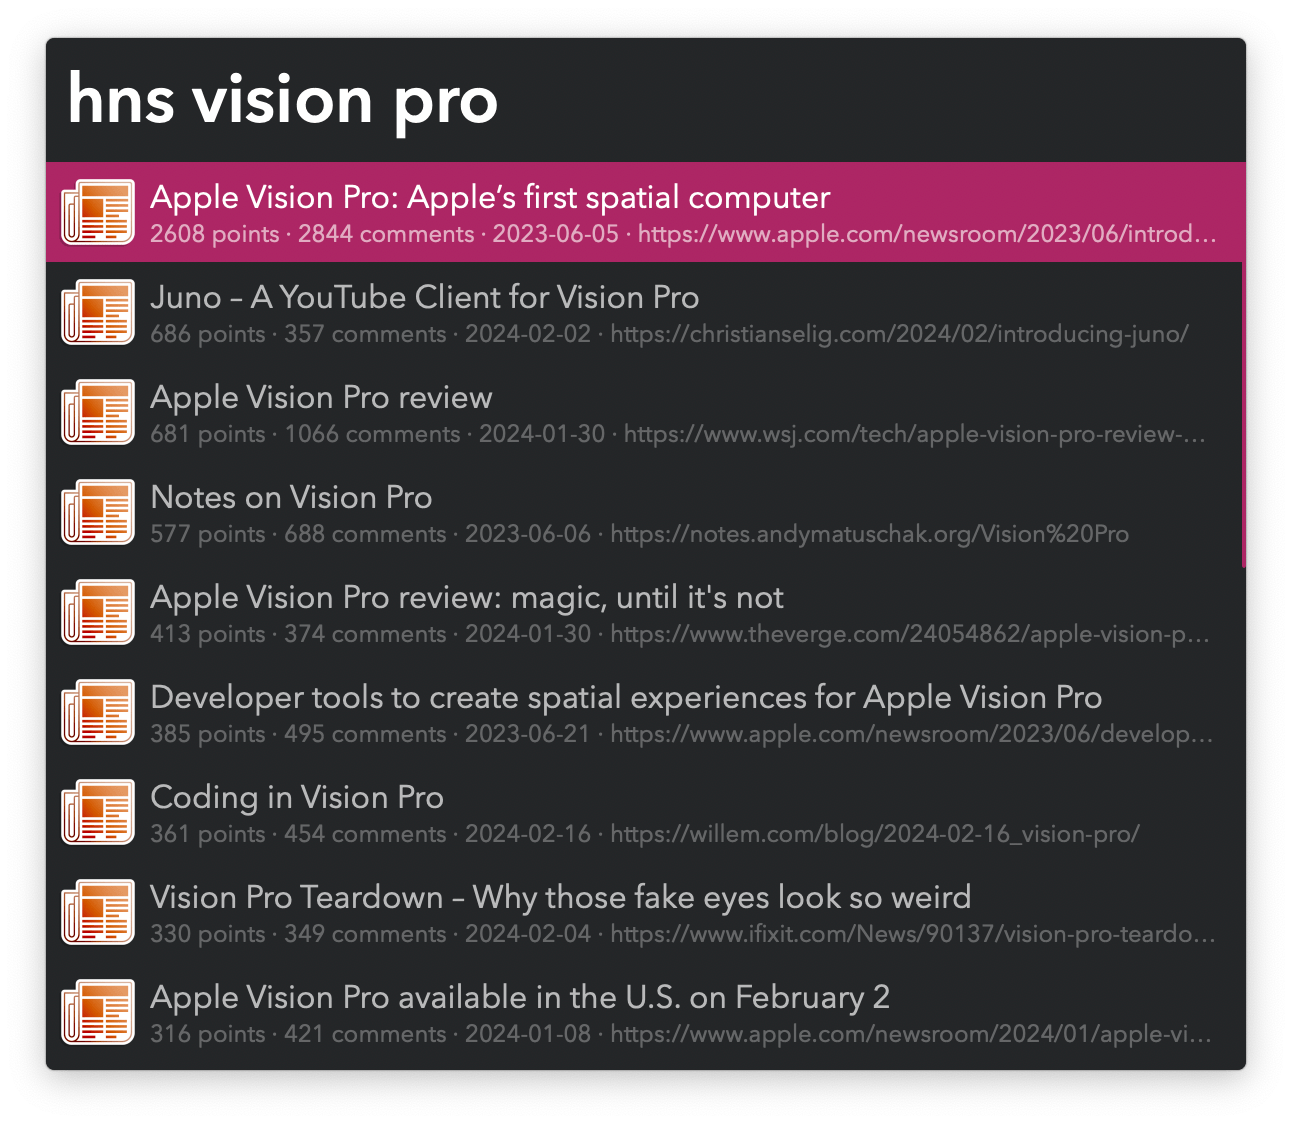 hns vision pro
Apple Vision Pro: Apple’s first spatial computer
2608 points · 2844 comments · 2023-06-05 · https://www.apple.com/newsroom/2023/06/introd…
Juno – A YouTube Client for Vision Pro
686 points · 357 comments · 2024-02-02 · https://christianselig.com/2024/02/introducing-juno/
Apple Vision Pro review
681 points · 1066 comments · 2024-01-30 · https://www.wsj.com/tech/apple-vision-pro-review-…
Notes on Vision Pro
577 points · 688 comments · 2023-06-06 · https://notes.andymatuschak.org/Vision%20Pro
Apple Vision Pro review: magic, until it's not
413 points · 374 comments · 2024-01-30 · https://www.theverge.com/24054862/apple-vision-p…
Developer tools to create spatial experiences for Apple Vision Pro
385 points · 495 comments · 2023-06-21 · https://www.apple.com/newsroom/2023/06/develop…
Coding in Vision Pro
361 points · 454 comments · 2024-02-16 · https://willem.com/blog/2024-02-16_vision-pro/
Vision Pro Teardown – Why those fake eyes look so weird
330 points · 349 comments · 2024-02-04 · https://www.ifixit.com/News/90137/vision-pro-teardo…
Apple Vision Pro available in the U.S. on February 2
316 points · 421 comments · 2024-01-08 · https://www.apple.com/newsroom/2024/01/apple-vi…